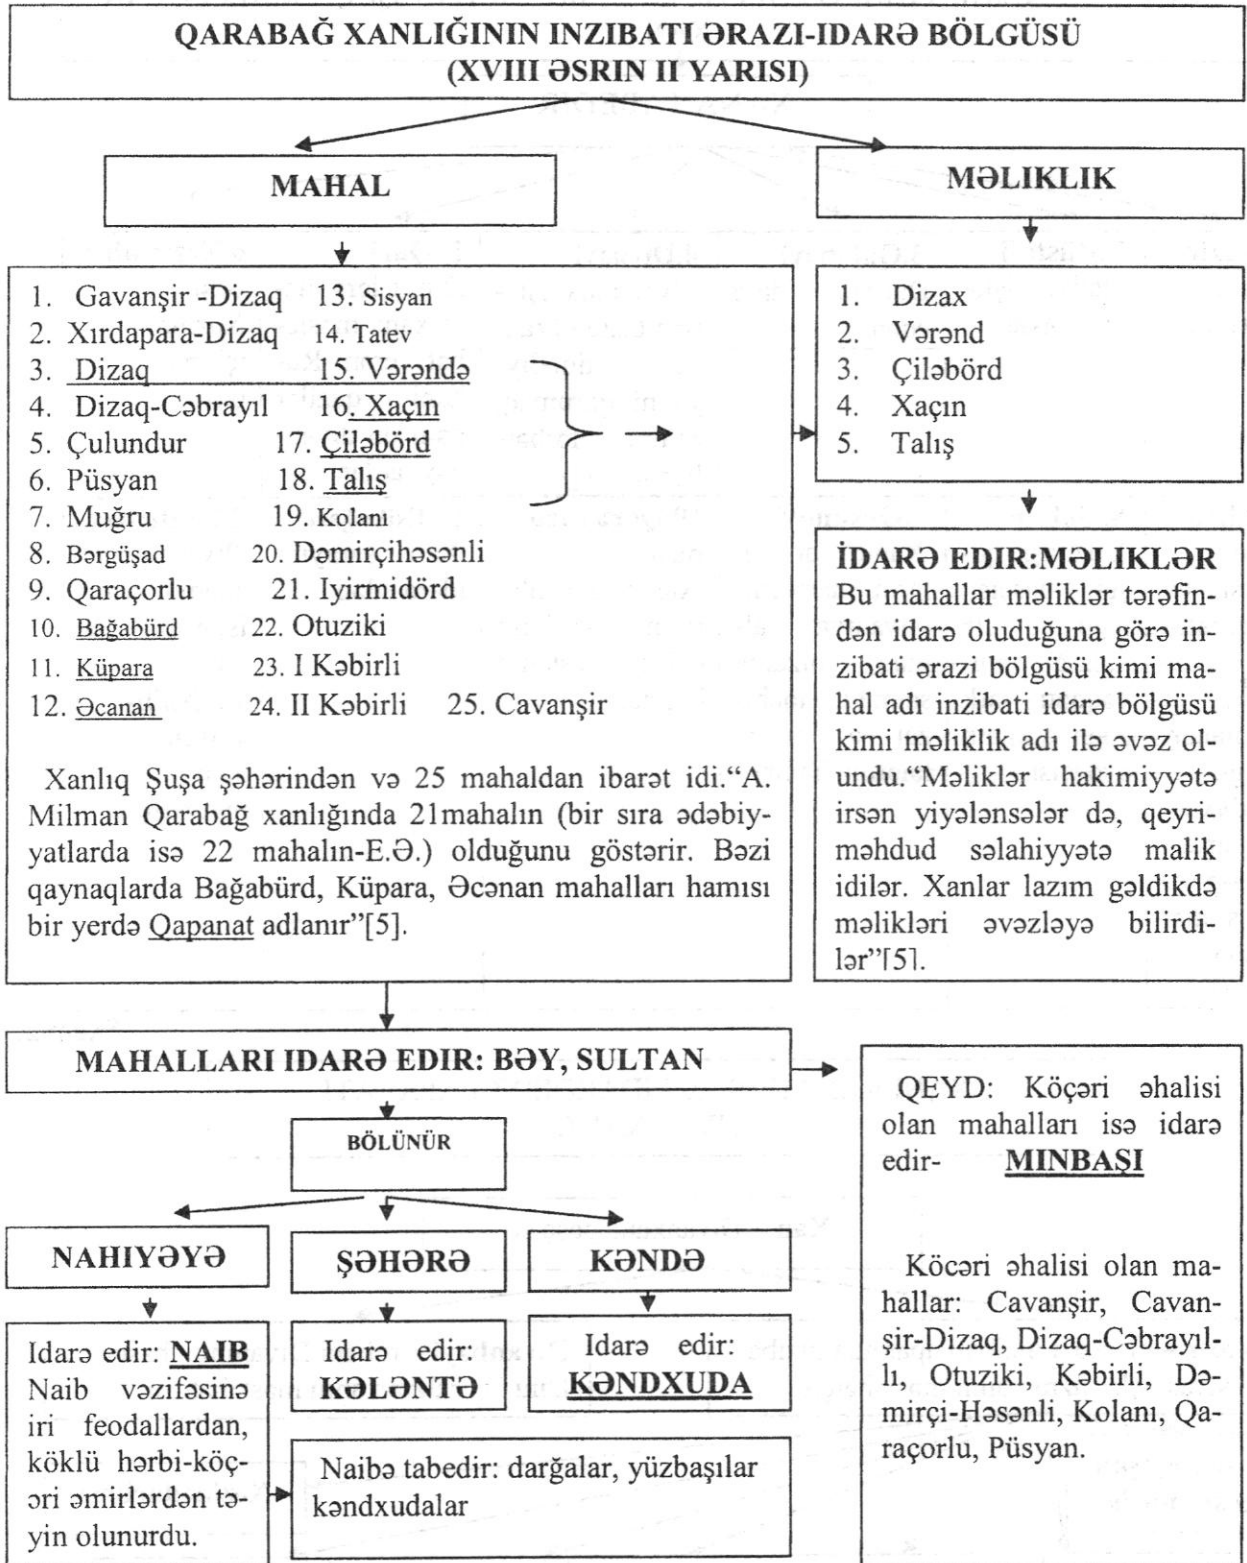 QARABAĞ XANLIĞININ INZIBATI ƏRAZI-IDARƏ BÖLGÜSÜ
(XVIII ƏSRIN II YARISI)
MAHAL
MƏLIKLIK
1. Gavanşir -Dizaq 13. Sisyan
2. Xırdapara-Dizaq 14. Tatev
3. Dizaq 15. Vərəndə
4. Dizaq-Cəbrayıl 16. Xaçın
5. Çulundur 17. Çiləbörd
6. Püsyan 18. Talış
7. Muğru 19. Kolanı
8. Bərgüşad 20. Dəmirçihəsənli
9. Qaraçorlu 21. Iyirmidörd
10. Bağabürd 22. Otuziki
11. Küpara 23. I Kəbirli
12. Əcanan 24. II Kəbirli 25. Cavanşir
Xanlıq Şuşa şəhərindən və 25 mahaldan ibarət idi.“A.
Milman Qarabağ xanlığında 21mahalın (bir sıra ədəbiy-
yatlarda isə 22 mahalın-E.Ə.) olduğunu göstərir. Bəzi
qaynaqlarda Bağabürd, Küpara, Əcənan mahalları hamısı
bir yerdə Qapanat adlanır”[5].
1. Dizax
2. Vərənd
3. Çiləbörd
4. Xaçın
5. Talış
İDARƏ EDIR:MƏLIKLƏR
Bu mahallar məliklər tərəfin-
dən idarə oluduğuna görə in-
zibati ərazi bölgüsü kimi ma-
hal adı inzibati idarə bölgüsü
kimi məliklik adı ilə əvəz ol-
undu.“Məliklər hakimiyyətə
irsən yiyələnsələr də, qeyri-
məhdud səlahiyyətə malik
idilər. Xanlar lazım gəldikdə
məlikləri əvəzləyə bilirdi-
lər”[5].
MAHALLARI IDARƏ EDIR: BƏY, SULTAN
BÖLÜNÜR
NAHIYƏYƏ
ŞƏHƏRƏ
KƏNDƏ
Idarə edir: NAIB
Naib vəzifəsinə
iri feodallardan,
köklü hərbi-köç-
əri əmirlərdən tə-
yin olunurdu.
Idarə edir:
KƏLƏNTƏ
Idarə edir:
KƏNDXUDA
Naibə tabedir: darğalar, yüzbaşılar
kəndxudalar
QEYD: Köçəri əhalisi
olan mahalları isə idarə
edir- MINBAŞI
Köcəri əhalisi olan ma-
hallar: Cavanşir, Cavan-
şir-Dizaq, Dizaq-Cəbrayıl-
lı, Otuziki, Kəbirli, Də-
mirçi-Həsənli, Kolanı, Qa-
raçorlu, Püsyan.